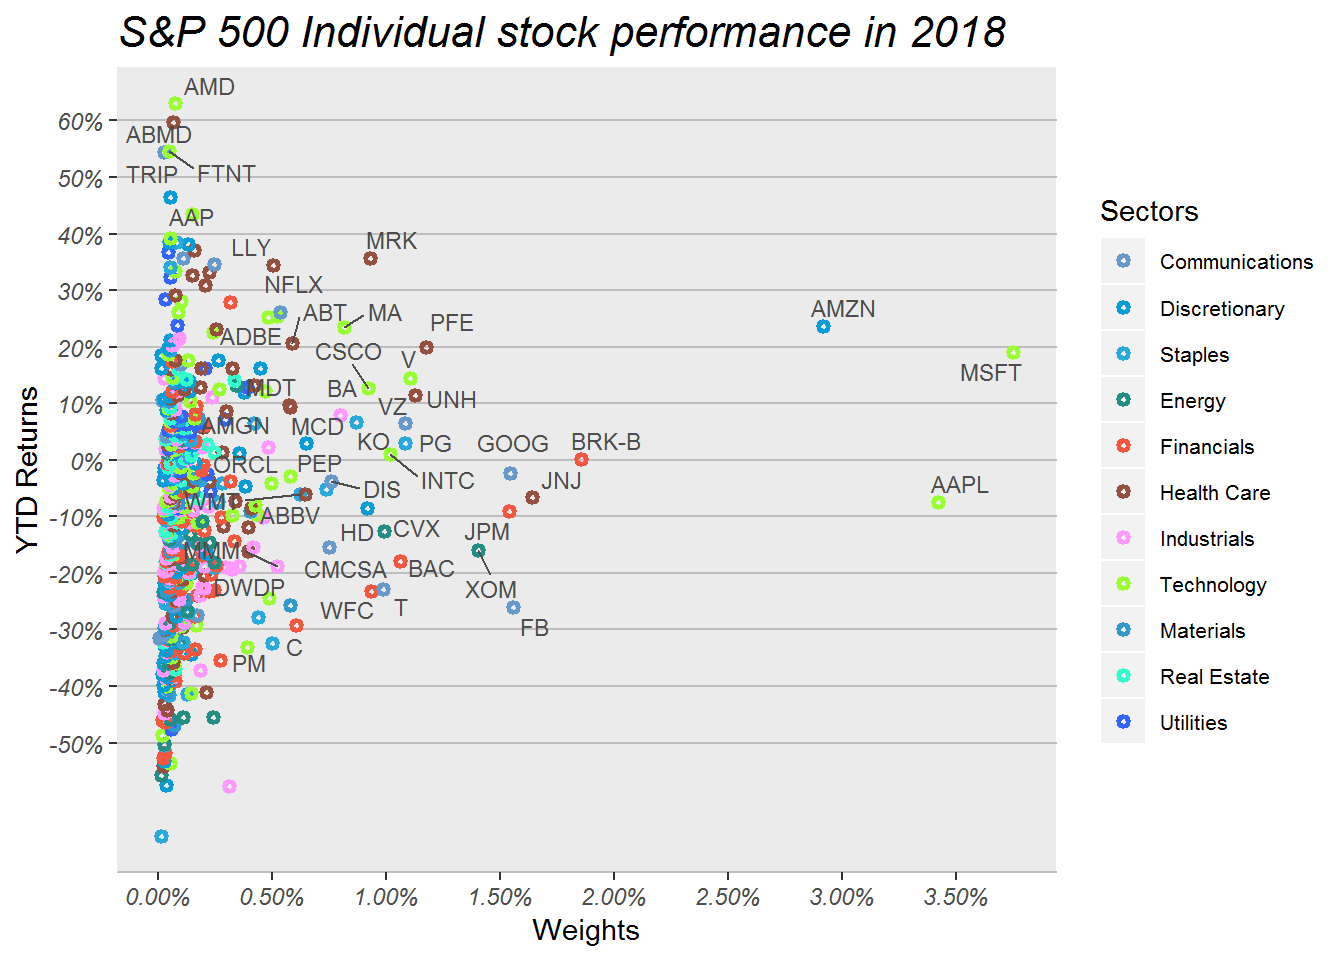 S&P 500 Individual stock performance in 2018
YTD Returns
60%
50%
40%
30%
20%
10%
0%
-10%
-20%
-30%
-40%
-50%
AMD
ABMD
TRIP
FTNT
AAP
LLY
MRK
NFLX
ABT
MA
PFE
AMZN
ADBE
CSCO
V
MSFT
MDT
BA
VZ
UNH
AMGN
MCD
KO
PG
GOOG
BRK-B
ORCL
PEP
DIS
INTC
JNJ
AAPL
WMT
ABBV
HD
CVX
JPM
MMM
CMCSA
BAC
DWDP
WFC
T
XOM
FB
PM
C
0.00%
0.50%
1.00%
1.50%
2.00%
2.50%
3.00%
3.50%
Weights
Sectors
Communications
Discretionary
Staples
Energy
Financials
Health Care
Industrials
Technology
Materials
Real Estate
Utilities